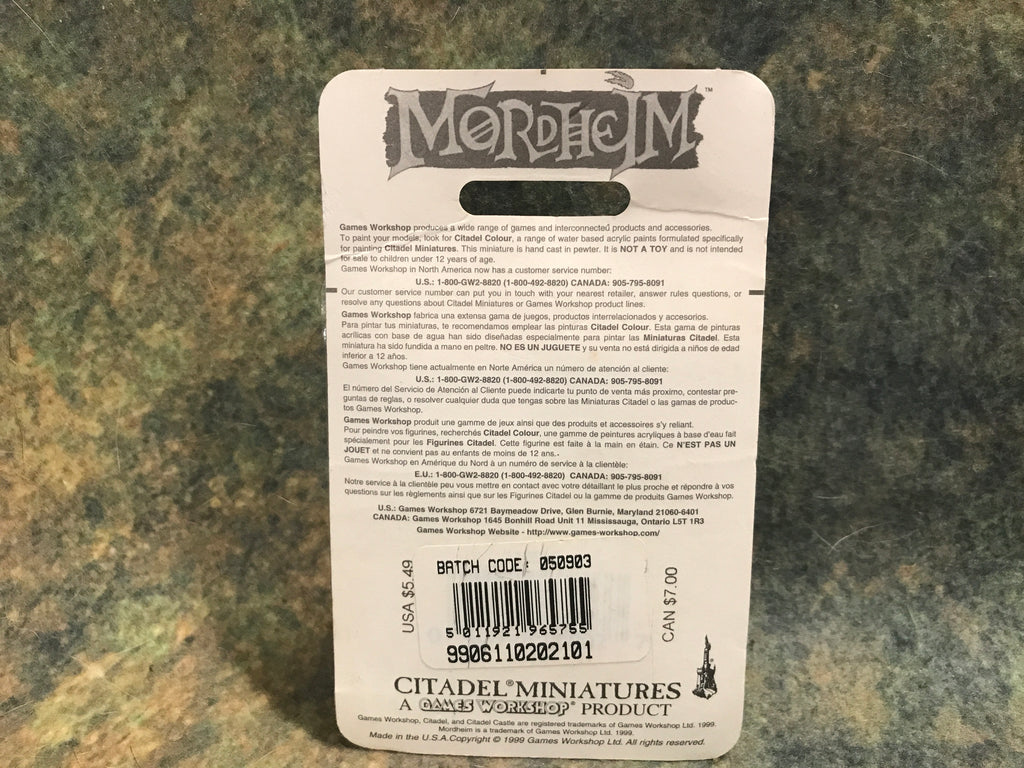 MORDHEIM™
Games Workshop produces a wide range of games and interconnected products and accessories.
To paint your models, look for Citadel Colour, a range of water based acrylic paints formulated specifically
for painting Citadel Miniatures. This miniature is hand cast in pewter. It is NOT A TOY and is not intended
for sale to children under 12 years of age.
Games Workshop in North America now has a customer service number:
U.S.: 1-800-GW2-8820 (1-800-492-8820) CANADA: 905-795-8091
Our customer service number can put you in touch with your nearest retailer, answer rules questions, or
resolve any questions about Citadel Miniatures or Games Workshop product lines.
Games Workshop fabrica una extensa gama de juegos, productos interrelacionados y accesorios.
Para pintar tus miniaturas, te recomendamos emplear las pinturas Citadel Colour. Esta gama de pinturas
acrílicas con base de agua han sido diseñadas especialmente para pintar las Miniaturas Citadel. Esta
miniatura ha sido fundida a mano en peltre. NO ES UN JUGUETE y su venta no está dirigida a niños de edad
inferior a 12 años.
Games Workshop tiene actualmente en Norte América un número de atención al cliente:
U.S.: 1-800-GW2-8820 (1-800-492-8820) CANADA: 905-795-8091
El número del Servicio de Atención al Cliente puede indicarte tu punto de venta más proximo, contestar pre-
guntas de reglas, o resolver cualquier duda que tengas sobre las Miniaturas Citadel o las gamas de produc-
tos Games Workshop.
Games Workshop produit une gamme de jeux ainsi que des produits et accessoires s'y reliant.
Pour peindre vos figurines, recherchés Citadel Colour, une gamme de peintures acryliques à base d'eau fait
spécialement pour les Figurines Citadel. Cette figurine est faite à la main en étain. Ce N'EST PAS UN
JOUET et ne convient pas au enfants de moins de 12 ans..
Games Workshop en Amérique du Nord à un numéro de service à la clientèle:
E.U.: 1-800-GW2-8820 (1-800-492-8820) CANADA: 905-795-8091
Notre service à la clientèle peu vous mettre en contact avec votre détaillant le plus proche et répondre à vos
questions sur les règlements ainsi que sur les Figurines Citadel ou la gamme de produits Games Workshop.
U.S.: Games Workshop 6721 Baymeadow Drive, Glen Burnie, Maryland 21060-6401
CANADA: Games Workshop 1645 Bonhill Road Unit 11 Mississauga, Ontario L5T 1R3
Games Workshop Website - http://www.games-workshop.com/
USA $5.49
BATCH CODE: 050903
5 011921 965755
9906110202101
CAN $7.00
CITADEL® MINIATURES
A GAMES WORKSHOP® PRODUCT
Games Workshop, Citadel, and Citadel Castle are registered trademarks of Games Workshop Ltd. 1999.
Mordheim is a trademark of Games Workshop Ltd. 1999.
Made in the U.S.A.Copyright © 1999 Games Workshop Ltd. All rights reserved.